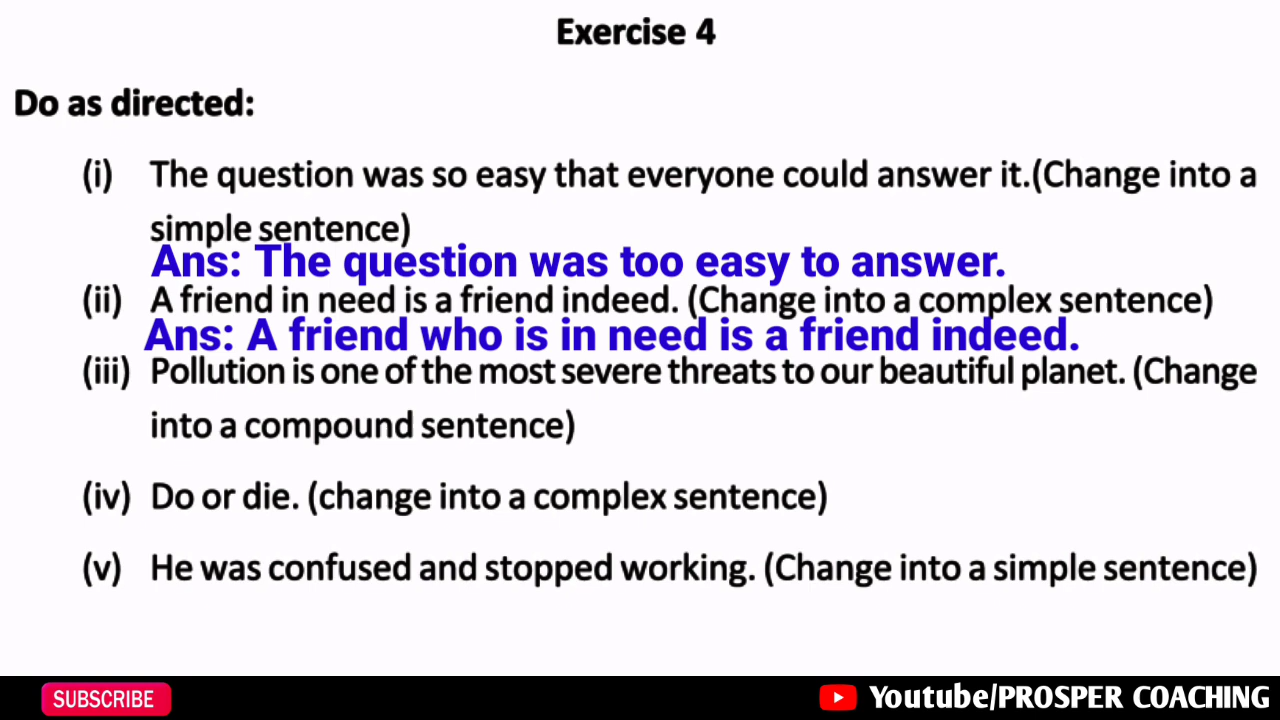 Exercise 4
Do as directed:
(i) The question was so easy that everyone could answer it.(Change into a
simple sentence)
Ans: The question was too easy to answer.
(ii) A friend in need is a friend indeed. (Change into a complex sentence)
Ans: A friend who is in need is a friend indeed.
(iii) Pollution is one of the most severe threats to our beautiful planet. (Change
into a compound sentence)
(iv) Do or die. (change into a complex sentence)
(v) He was confused and stopped working. (Change into a simple sentence)
SUBSCRIBE
Youtube/PROSPER COACHING